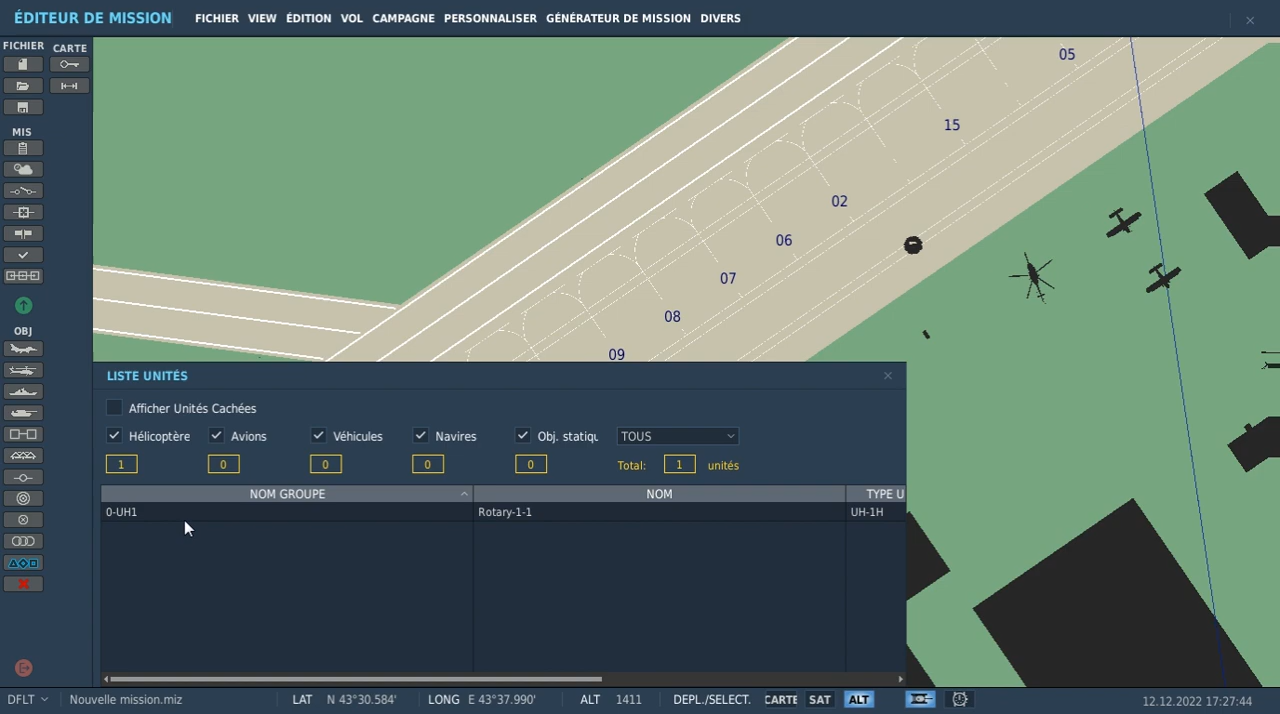 ÉDITEUR DE MISSION FICHIER VIEW ÉDITION VOL CAMPAGNE PERSONNALISER GÉNÉRATEUR DE MISSION DIVERS
FICHIER CARTE
MIS
OBJ
05
15
02
06
07
08
09
LISTE UNITÉS
Afficher Unités Cachées
Hélicoptère Avions Véhicules Navires Obj. statiqu TOUS
1 0 0 0 0 Total: 1 unités
NOM GROUPE NOM TYPE U
0-UH1 Rotary-1-1 UH-1H
DFLT Nouvelle mission.miz LAT N 43°30.584' LONG E 43°37.990' ALT 1411 DEPL./SELECT. CARTE SAT ALT 12.12.2022 17:27:44